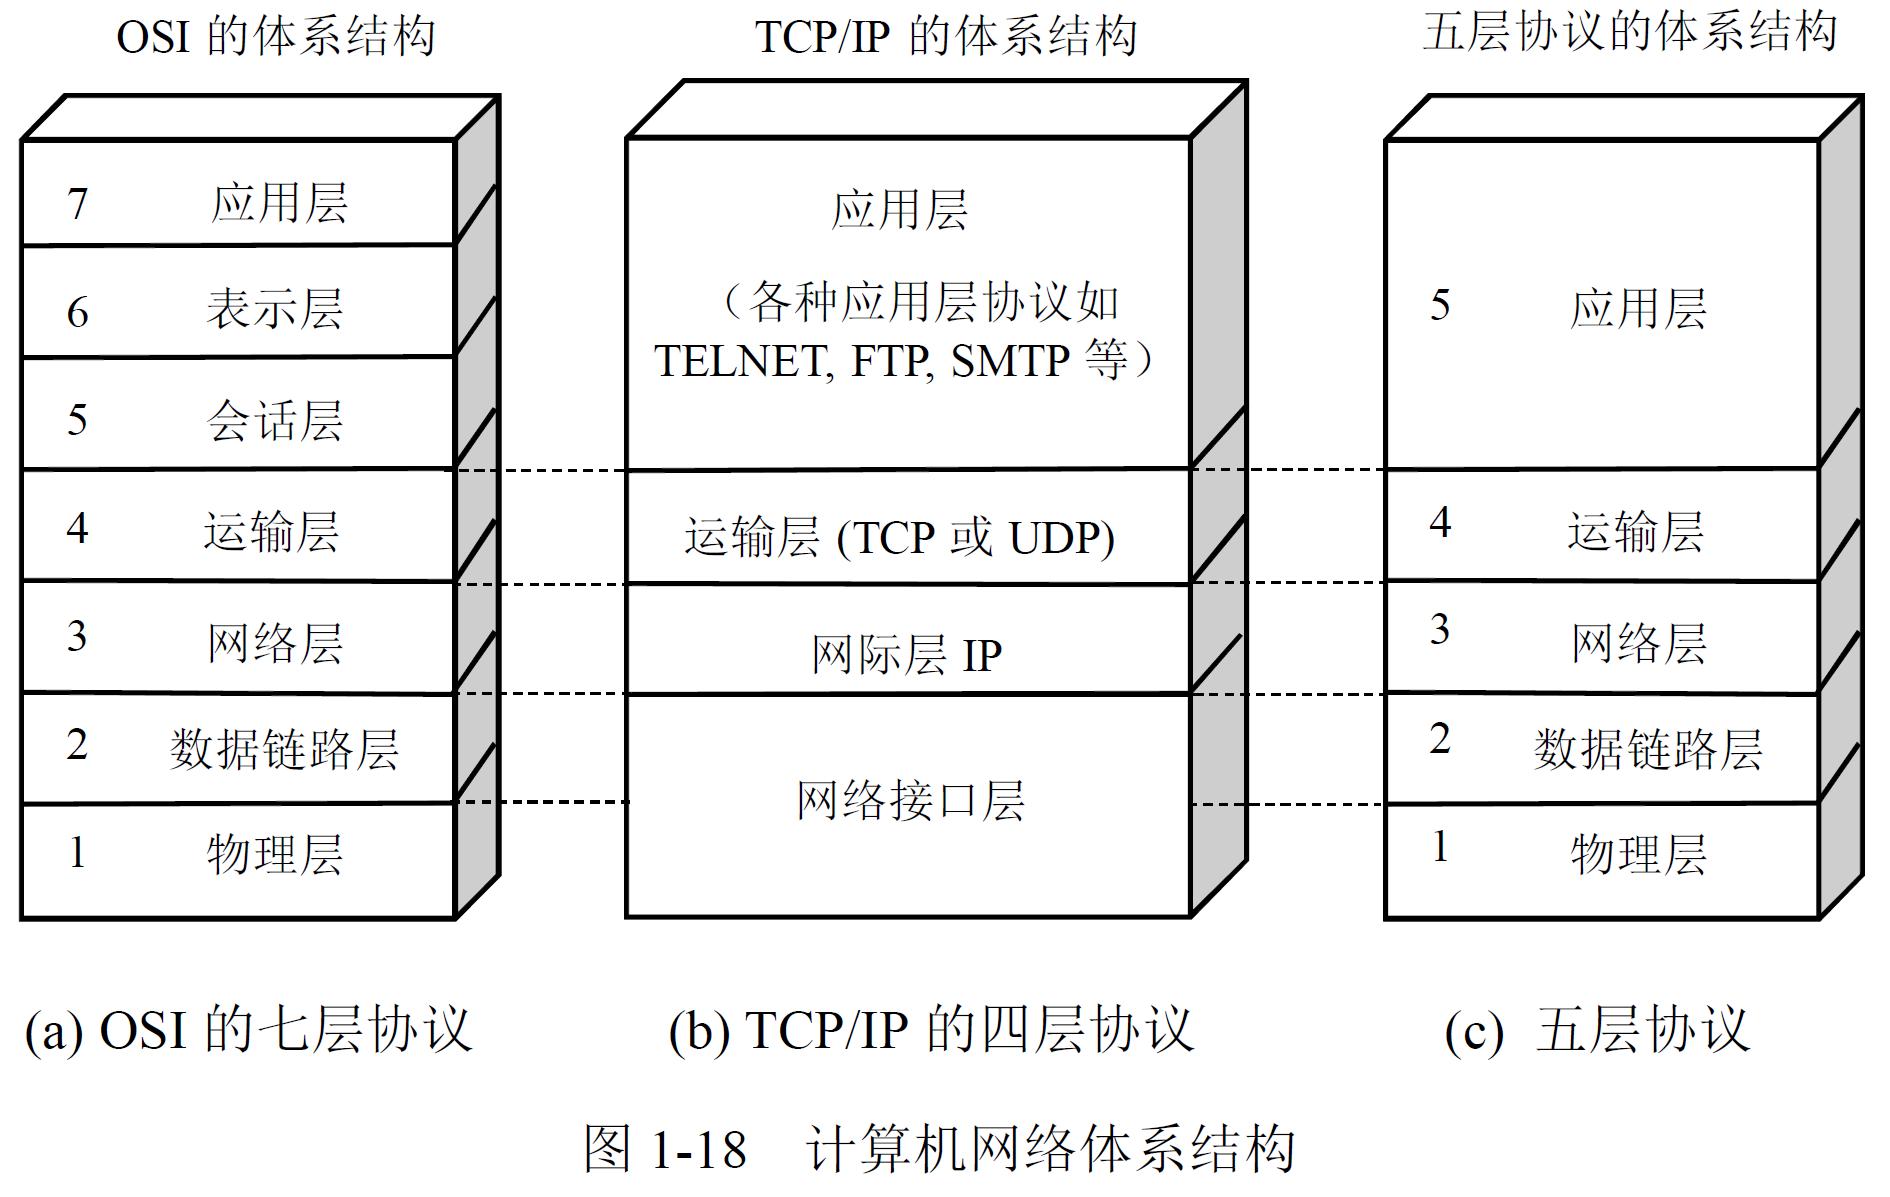 OSI 的体系结构
7 应用层
6 表示层
5 会话层
4 运输层
3 网络层
2 数据链路层
1 物理层
(a) OSI 的七层协议
TCP/IP 的体系结构
应用层
（各种应用层协议如
TELNET, FTP, SMTP 等）
运输层 (TCP 或 UDP)
网际层 IP
网络接口层
(b) TCP/IP 的四层协议
五层协议的体系结构
5 应用层
4 运输层
3 网络层
2 数据链路层
1 物理层
(c) 五层协议
图 1-18 计算机网络体系结构